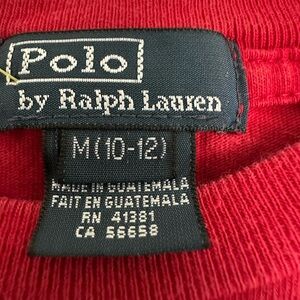 Polo
by Ralph Lauren
M(10-12)
MADE IN GUATEMALA
FAIT EN GUATEMALA
RN 41381
CA 56658